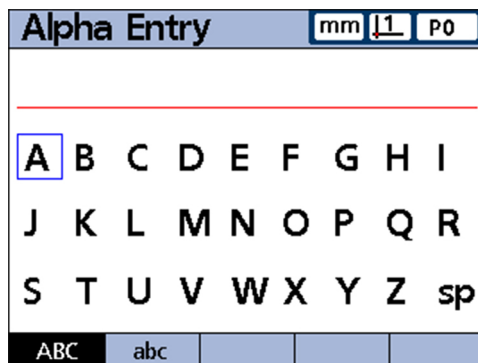 Alpha Entry mm 1 P0
A B C D E F G H I
J K L M N O P Q R
S T U V W X Y Z sp
ABC abc